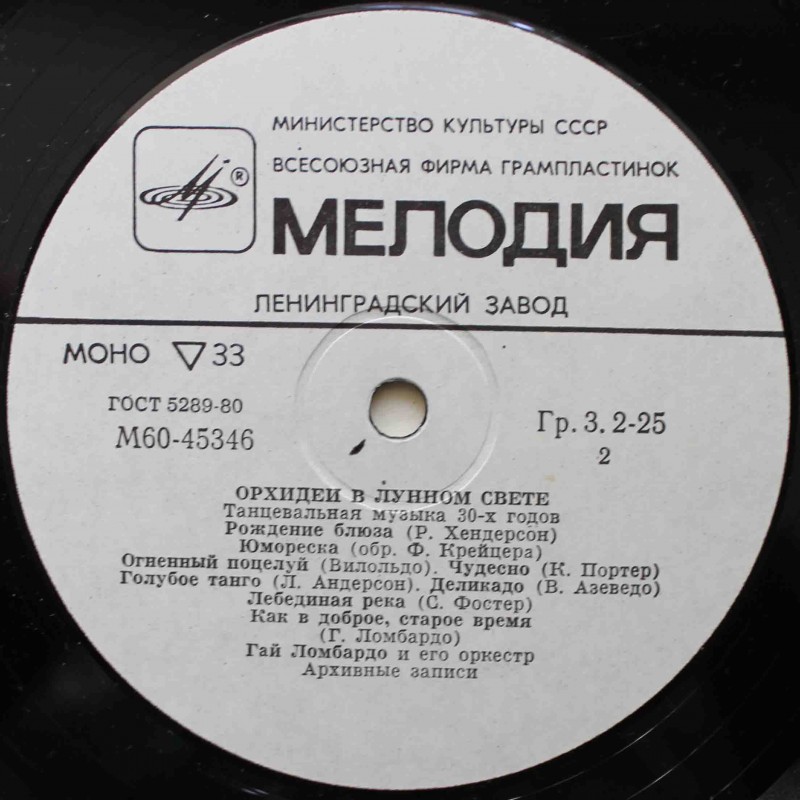 МИНИСТЕРСТВО КУЛЬТУРЫ СССР
ВСЕСОЮЗНАЯ ФИРМА ГРАМПЛАСТИНОК
®
МЕЛОДИЯ
ЛЕНИНГРАДСКИЙ ЗАВОД
МОНО ▽ 33
ГОСТ 5289-80
М60-45346
Гр. 3. 2-25
2
ОРХИДЕИ В ЛУННОМ СВЕТЕ
Танцевальная музыка 30-х годов
Рождение блюза (Р. Хендерсон)
Юмореска (обр. Ф. Крейцера)
Огненный поцелуй (Вилольдо). Чудесно (К. Портер)
Голубое танго (Л. Андерсон). Деликадо (В. Азеведо)
Лебединая река (С. Фостер)
Как в доброе, старое время
(Г. Ломбардо)
Гай Ломбардо и его оркестр
Архивные записи